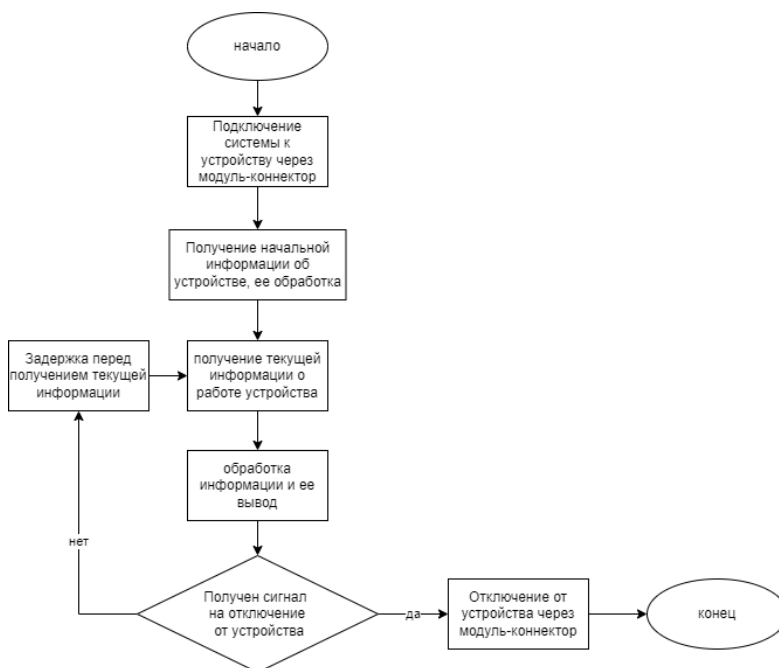 начало
Подключение
системы к
устройству через
модуль-коннектор
Получение начальной
информации об
устройстве, ее обработка
Задержка перед
получением текущей
информации
получение текущей
информации о
работе устройства
обработка
информации и ее
вывод
нет
Получен сигнал
на отключение
от устройства
да
Отключение от
устройства через
модуль-коннектор
конец